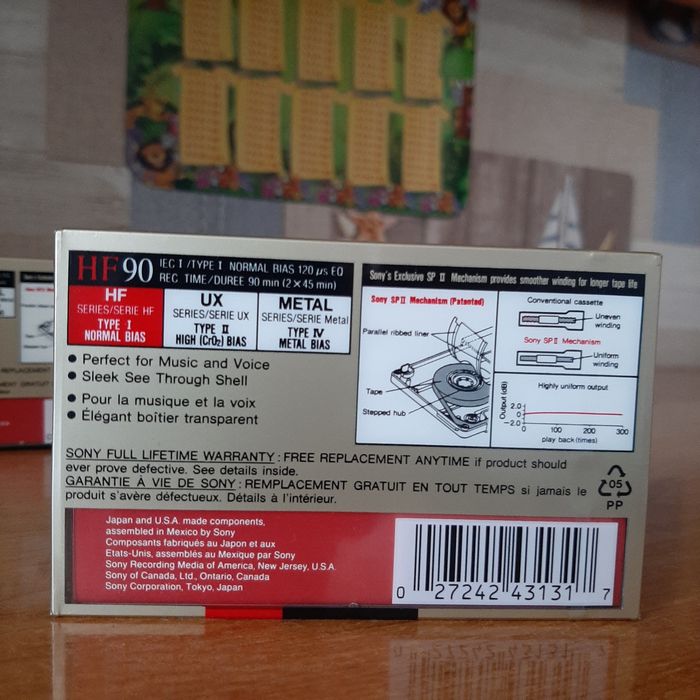 HF 90 IEC I / TYPE I NORMAL BIAS 120 μs EQ
REC TIME/DURÉE 90 min (2 × 45 min)
HF
SERIES/SERIE HF
TYPE I
NORMAL BIAS
UX
SERIES/SERIE UX
TYPE II
HIGH (CrO₂) BIAS
METAL
SERIES/SERIE Metal
TYPE IV
METAL BIAS
● Perfect for Music and Voice
● Sleek See Through Shell
● Pour la musique et la voix
● Élégant boîtier transparent
Sony's Exclusive SP II Mechanism provides smoother winding for longer tape life
Sony SP II Mechanism (Patented)
Parallel ribbed liner
Tape
Stepped hub
Conventional cassette
Uneven
winding
Sony SP II Mechanism
Uniform
winding
Highly uniform output
Output (dB)
2.0
0
-2.0
0 100 200 300
play back (times)
SONY FULL LIFETIME WARRANTY : FREE REPLACEMENT ANYTIME if product should
ever prove defective. See details inside.
GARANTIE À VIE DE SONY : REMPLACEMENT GRATUIT EN TOUT TEMPS si jamais le
produit s'avère défectueux. Détails à l'intérieur.
05
PP
Japan and U.S.A. made components,
assembled in Mexico by Sony
Composants fabriqués au Japon et aux
Etats-Unis, assemblés au Mexique par Sony
Sony Recording Media of America, New Jersey, U.S.A.
Sony of Canada, Ltd., Ontario, Canada
Sony Corporation, Tokyo, Japan
0 27242 43131 7